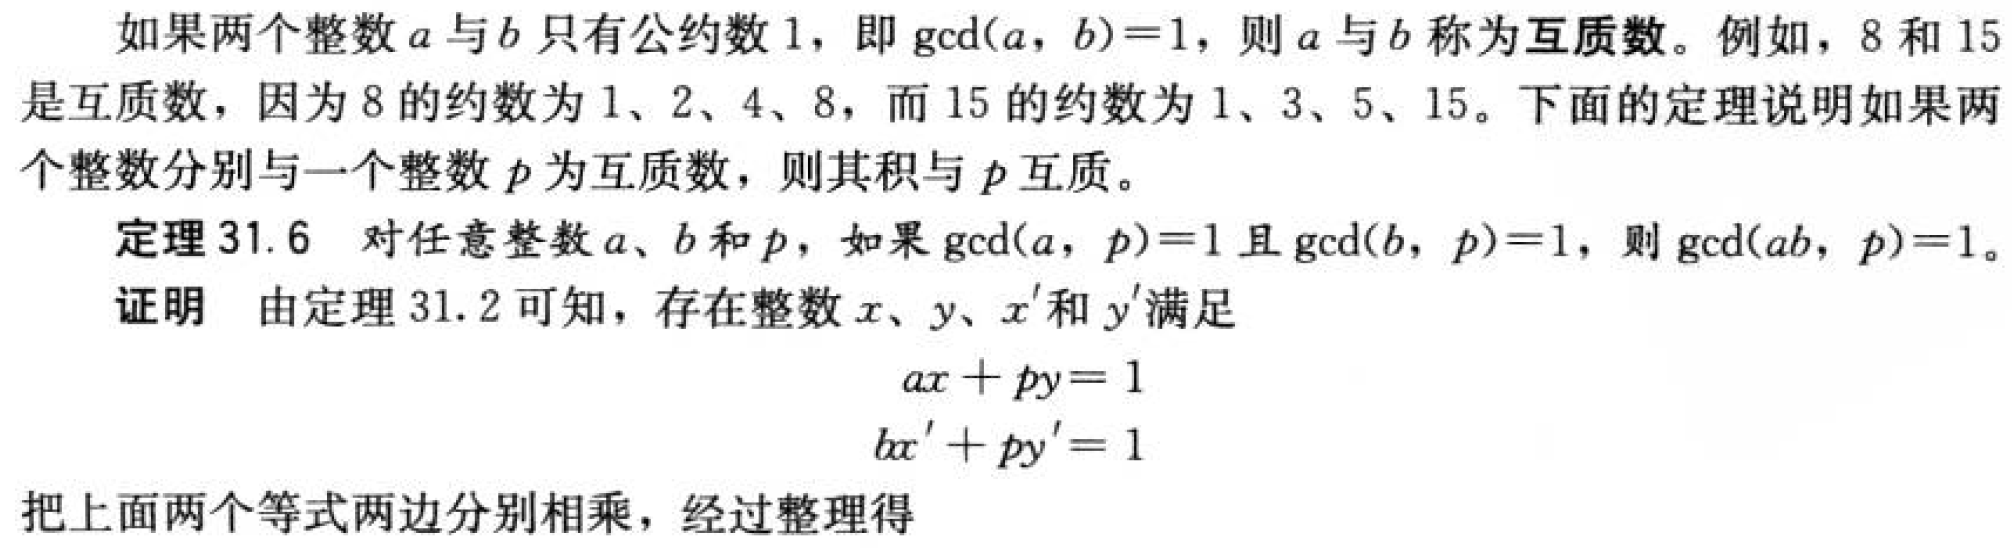 如果两个整数 a 与 b 只有公约数 1，即 gcd(a，b)=1，则 a 与 b 称为互质数。例如，8 和 15
是互质数，因为 8 的约数为 1、2、4、8，而 15 的约数为 1、3、5、15。下面的定理说明如果两
个整数分别与一个整数 p 为互质数，则其积与 p 互质。
定理 31.6　对任意整数 a、b 和 p，如果 gcd(a，p)=1 且 gcd(b，p)=1，则 gcd(ab，p)=1。
证明　由定理 31.2 可知，存在整数 x、y、x′和 y′满足
ax + py = 1
bx′ + py′ = 1
把上面两个等式两边分别相乘，经过整理得